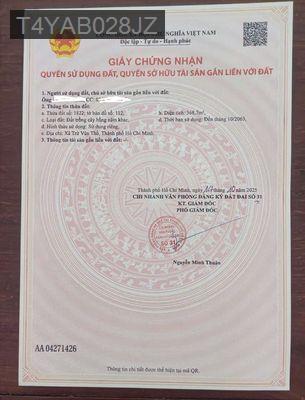 T4YAB028JZ
NGHĨA VIỆT NAM
Độc lập - Tự do - Hạnh phúc
GIẤY CHỨNG NHẬN
QUYỀN SỬ DỤNG ĐẤT, QUYỀN SỞ HỮU TÀI SẢN GẮN LIỀN VỚI ĐẤT
1. Người sử dụng đất, chủ sở hữu tài sản gắn liền với đất:
Ông
2. Thông tin thửa đất:
a. Thửa đất số: 1822; tờ bản đồ số: 112, b. Diện tích: 368,7m².
c. Loại đất: Đất trồng cây hằng năm khác, d. Thời hạn sử dụng: Đến tháng 10/2063,
đ. Hình thức sử dụng: Sử dụng riêng.
e. Địa chỉ: Xã Trừ Văn Thố, Thành phố Hồ Chí Minh.
3. Thông tin tài sản gắn liền với đất: -/-
Thành phố Hồ Chí Minh, ngày 10 2025
CHI NHÁNH VĂN PHÒNG ĐĂNG KÝ ĐẤT ĐAI SỐ 31
KT. GIÁM ĐỐC
PHÓ GIÁM ĐỐC
SỐ 31
Nguyễn Minh Thuân
AA 04271426
Thông tin chi tiết được thể hiện tại mã QR.